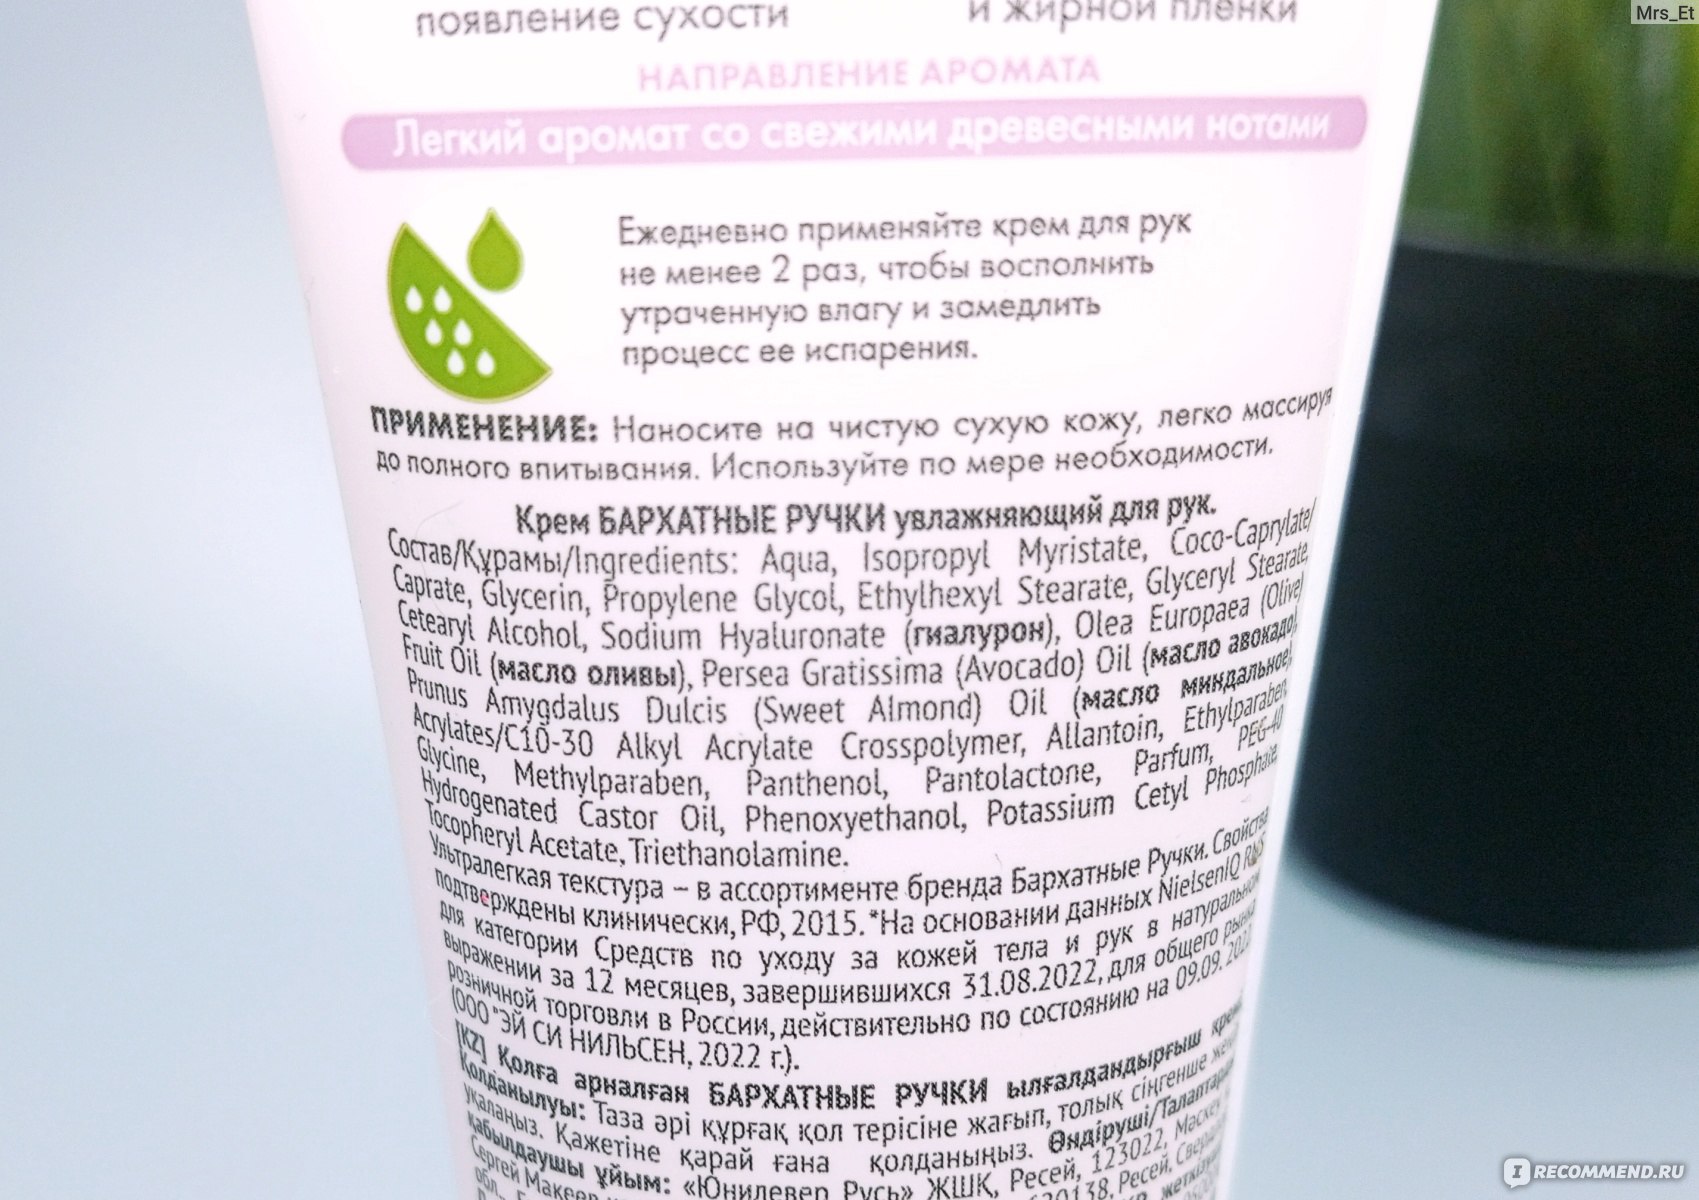 Mrs_Et
появление сухости и жирной пленки
НАПРАВЛЕНИЕ АРОМАТА
Легкий аромат со свежими древесными нотами
Ежедневно применяйте крем для рук
не менее 2 раз, чтобы восполнить
утраченную влагу и замедлить
процесс ее испарения.
ПРИМЕНЕНИЕ: Наносите на чистую сухую кожу, легко массируя
до полного впитывания. Используйте по мере необходимости.
Крем БАРХАТНЫЕ РУЧКИ увлажняющий для рук.
Состав/Құрамы/Ingredients: Aqua, Isopropyl Myristate, Coco-Caprylate/
Caprate, Glycerin, Propylene Glycol, Ethylhexyl Stearate, Glyceryl Stearate,
Cetearyl Alcohol, Sodium Hyaluronate (гиалурон), Olea Europaea (Olive)
Fruit Oil (масло оливы), Persea Gratissima (Avocado) Oil (масло авокадо),
Prunus Amygdalus Dulcis (Sweet Almond) Oil (масло миндальное),
Acrylates/C10-30 Alkyl Acrylate Crosspolymer, Allantoin, Ethylparaben,
Glycine, Methylparaben, Panthenol, Pantolactone, Parfum, PEG-40
Hydrogenated Castor Oil, Phenoxyethanol, Potassium Cetyl Phosphate,
Tocopheryl Acetate, Triethanolamine.
Ультралегкая текстура – в ассортименте бренда Бархатные Ручки. Свойства
подтверждены клинически, РФ, 2015. *На основании данных NielsenIQ RMS
для категории Средств по уходу за кожей тела и рук в натуральном
выражении за 12 месяцев, завершившихся 31.08.2022, для общего рынка
розничной торговли в России, действительно по состоянию на 09.09. 2022
(ООО "ЭЙ СИ НИЛЬСЕН, 2022 г.).
[KZ] Қолға арналған БАРХАТНЫЕ РУЧКИ ылғалдандырғыш кремі
Қолданылуы: Таза әрі құрғақ қол терісіне жағып, толық сіңгенше жеңіл
уқалаңыз. Қажетіне қарай ғана қолданыңыз. Өндіруші/Талаптарды
қабылдаушы ұйым: «Юнилевер Русь» ЖШҚ, Ресей, 123022, Мәскеу
Сергей Макеев 620138, Ресей,
обл.,
IRECOMMEND.RU